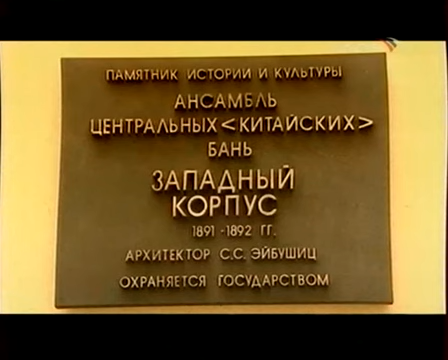 ПАМЯТНИК ИСТОРИИ И КУЛЬТУРЫ
АНСАМБЛЬ
ЦЕНТРАЛЬНЫХ <КИТАЙСКИХ>
БАНЬ
ЗАПАДНЫЙ
КОРПУС
1891-1892 ГГ.
АРХИТЕКТОР С.С. ЭЙБУШИЦ
ОХРАНЯЕТСЯ ГОСУДАРСТВОМ